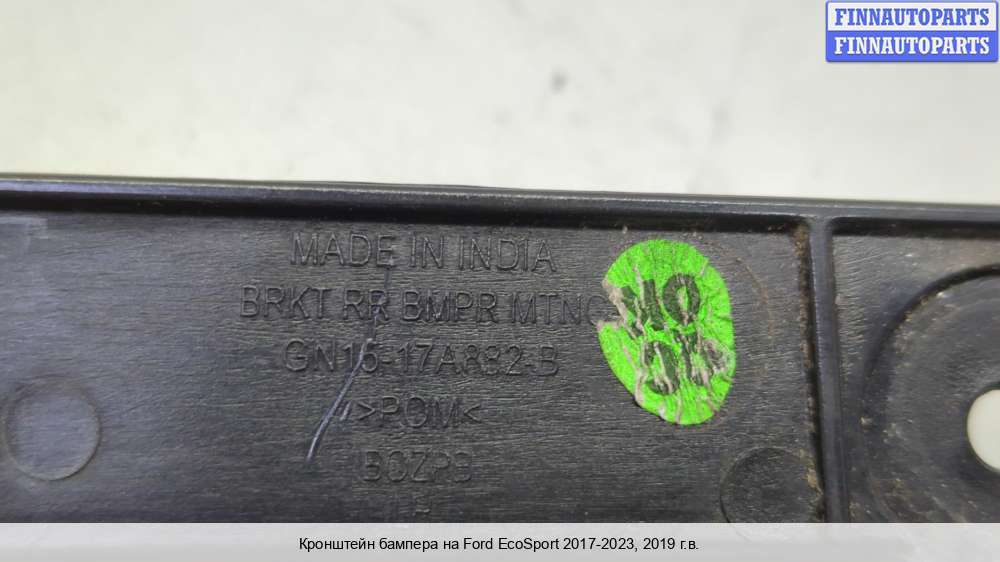 FINNAUTOPARTS
FINNAUTOPARTS
MADE IN INDIA
BRKT RR BMPR MTNG
GN15-17A882-B
>POM<
Кронштейн бампера на Ford EcoSport 2017-2023, 2019 г.в.